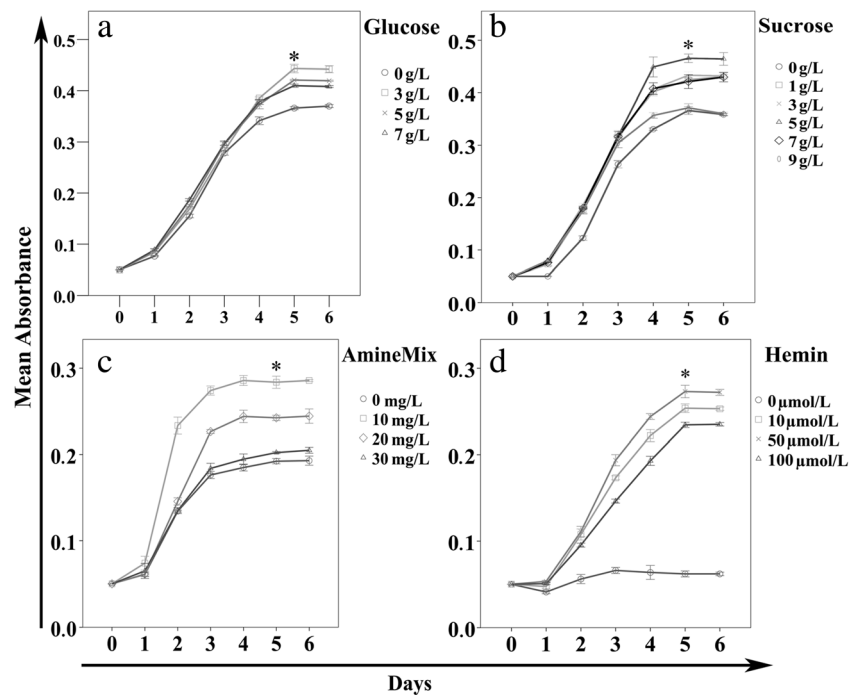 a
Glucose
0.5
0.4
0.3
0.2
0.1
0.0
*
0 g/L
3 g/L
5 g/L
7 g/L
0 1 2 3 4 5 6
b
Sucrose
0.5
0.4
0.3
0.2
0.1
0.0
*
0 g/L
1 g/L
3 g/L
5 g/L
7 g/L
9 g/L
0 1 2 3 4 5 6
Mean Absorbance
c
AmineMix
0.3
0.2
0.1
0.0
*
0 mg/L
10 mg/L
20 mg/L
30 mg/L
0 1 2 3 4 5 6
d
Hemin
0.3
0.2
0.1
0.0
*
0 µmol/L
10 µmol/L
50 µmol/L
100 µmol/L
0 1 2 3 4 5 6
Days